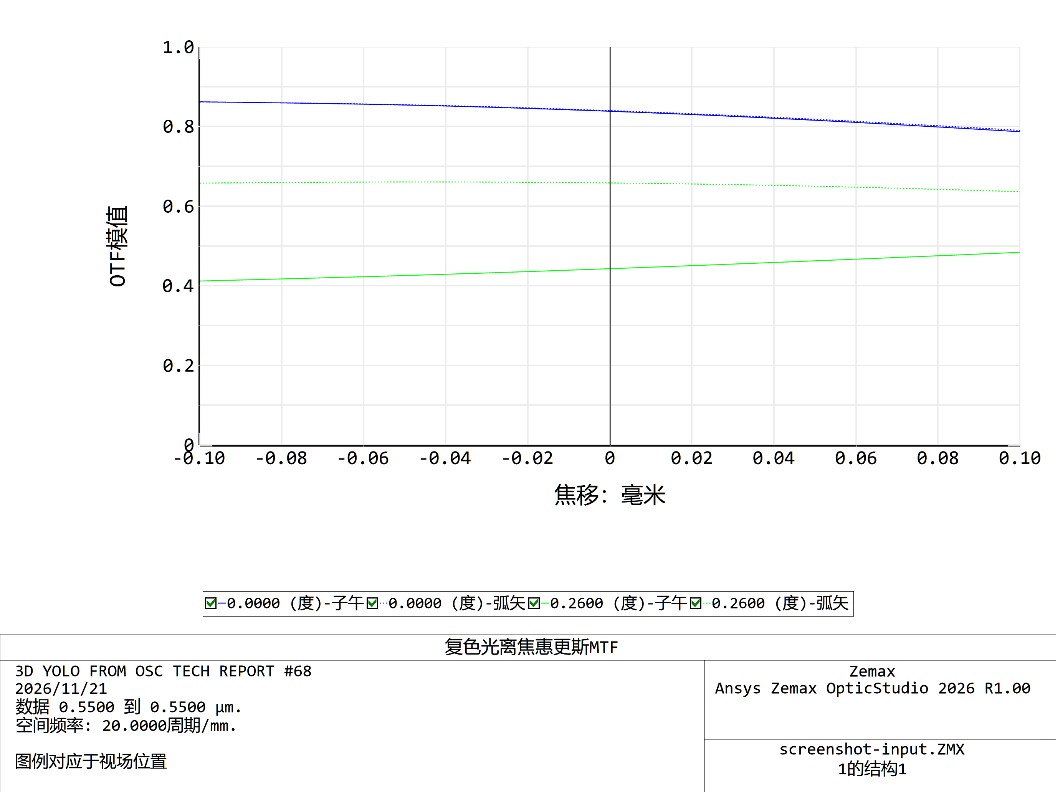 1.0
0.8
0.6
0.4
0.2
0
OTF模值
-0.10 -0.08 -0.06 -0.04 -0.02 0 0.02 0.04 0.06 0.08 0.10
焦移: 毫米
0.0000 (度)-子午 0.0000 (度)-弧矢 0.2600 (度)-子午 0.2600 (度)-弧矢
复色光离焦惠更斯MTF
3D YOLO FROM OSC TECH REPORT #68
2026/11/21
数据 0.5500 到 0.5500 µm.
空间频率: 20.0000周期/mm.
图例对应于视场位置
Zemax
Ansys Zemax OpticStudio 2026 R1.00
screenshot-input.ZMX
1的结构1